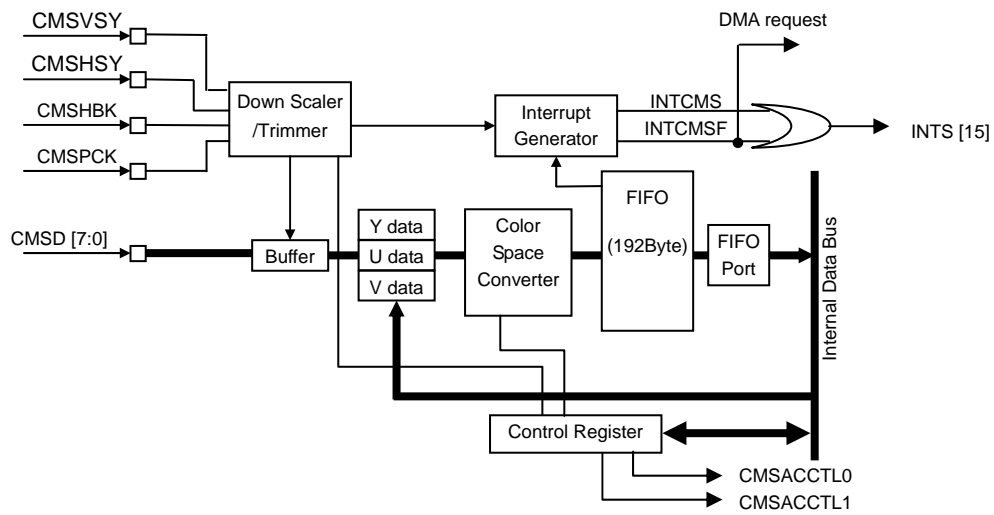 DMA request
CMSVSY
CMSHSY
CMSHBK
CMSPCK
CMSD [7:0]
Down Scaler
/Trimmer
Interrupt
Generator
INTCMS
INTCMSF
INTS [15]
Buffer
Y data
U data
V data
Color
Space
Converter
FIFO
(192Byte)
FIFO
Port
Internal Data Bus
Control Register
CMSACCTL0
CMSACCTL1